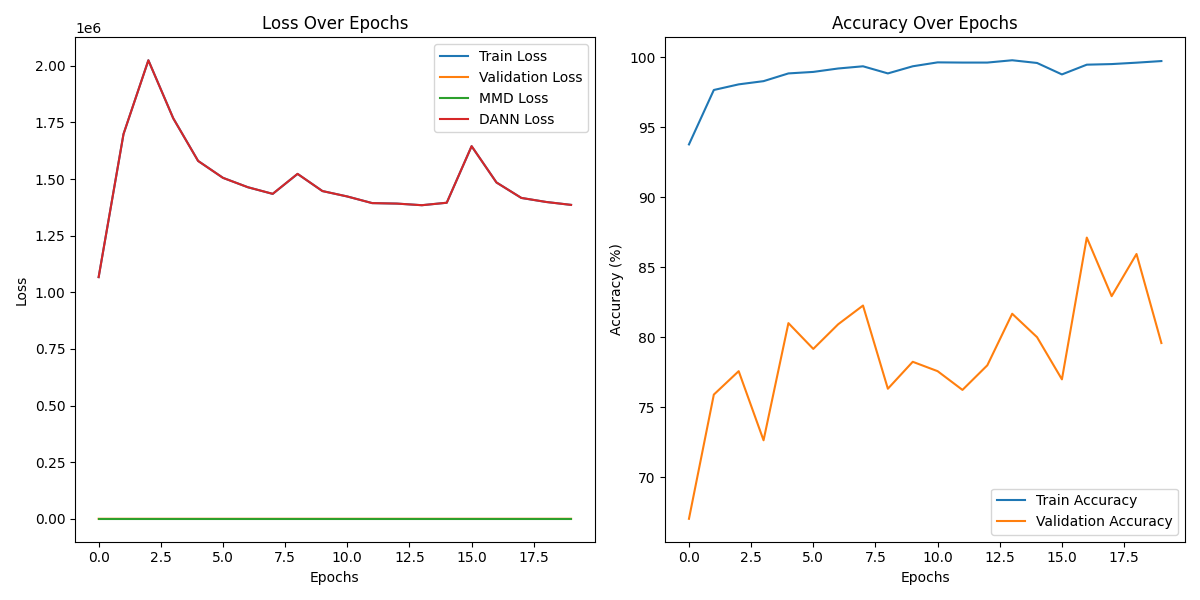 Loss Over Epochs
1e6
2.00
1.75
1.50
1.25
1.00
0.75
0.50
0.25
0.00
Loss
0.0 2.5 5.0 7.5 10.0 12.5 15.0 17.5
Epochs
Train Loss
Validation Loss
MMD Loss
DANN Loss
Accuracy Over Epochs
100
95
90
85
80
75
70
Accuracy (%)
0.0 2.5 5.0 7.5 10.0 12.5 15.0 17.5
Epochs
Train Accuracy
Validation Accuracy